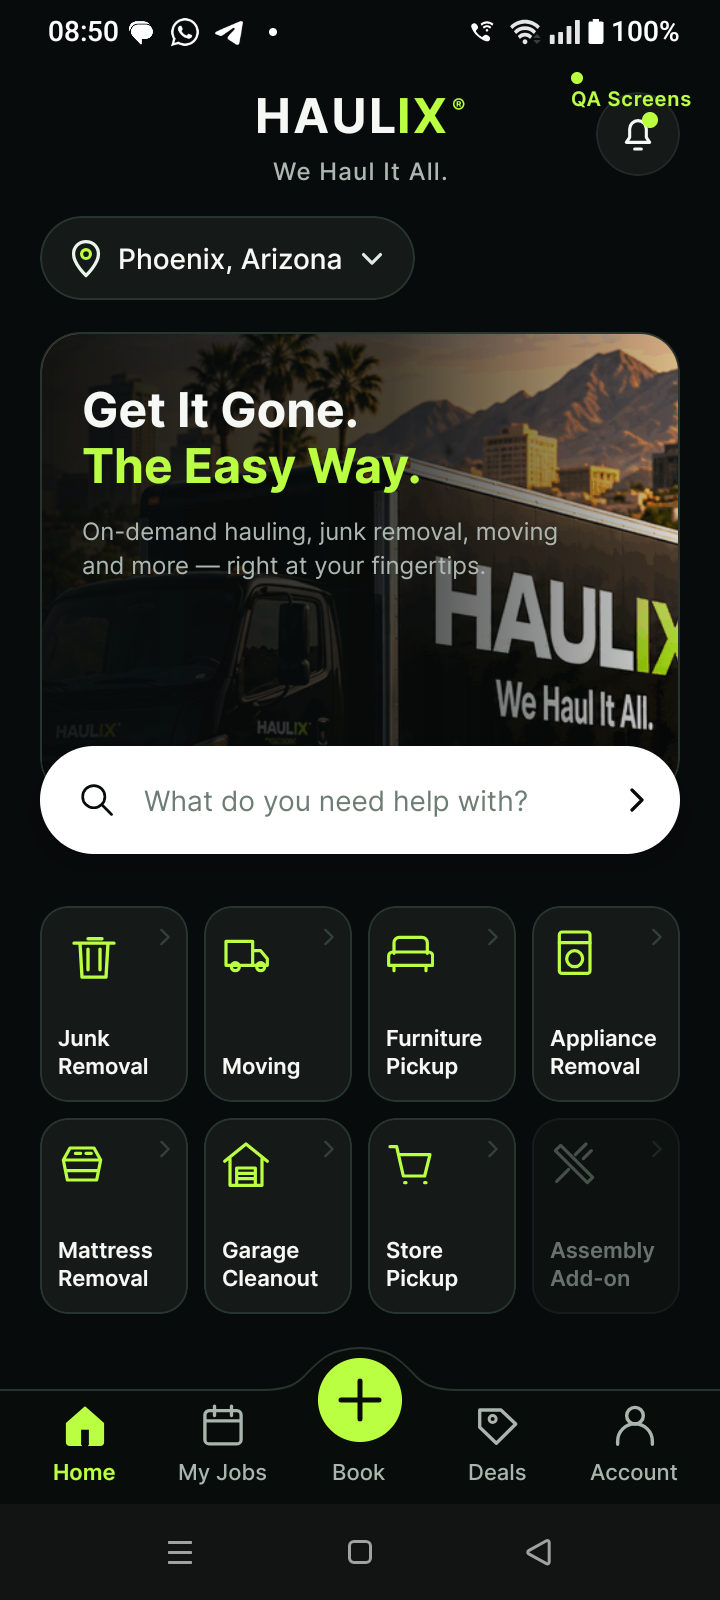 08:50
100%
QA Screens
HAULIX®
We Haul It All.
Phoenix, Arizona
Get It Gone.
The Easy Way.
On-demand hauling, junk removal, moving
and more — right at your fingertips.
HAULIX
We Haul It All.
HAULIX
HAULIX
What do you need help with?
Junk
Removal
Moving
Furniture
Pickup
Appliance
Removal
Mattress
Removal
Garage
Cleanout
Store
Pickup
Assembly
Add-on
Home
My Jobs
Book
Deals
Account